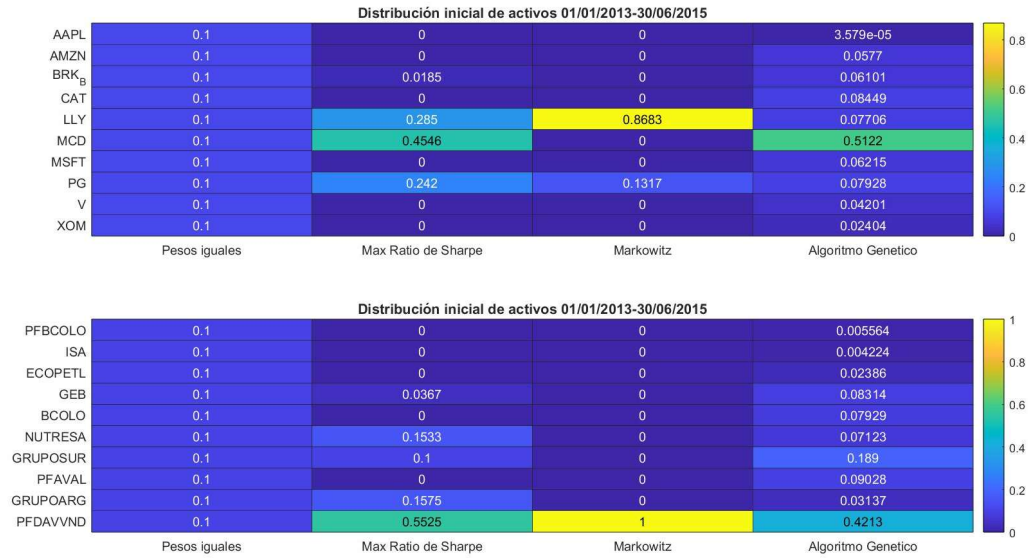 Distribución inicial de activos 01/01/2013-30/06/2015
AAPL 0.1 0 0 3.579e-05
AMZN 0.1 0 0 0.0577
BRK_B 0.1 0.0185 0 0.06101
CAT 0.1 0 0 0.08449
LLY 0.1 0.285 0.8683 0.07706
MCD 0.1 0.4546 0 0.5122
MSFT 0.1 0 0 0.06215
PG 0.1 0.242 0.1317 0.07928
V 0.1 0 0 0.04201
XOM 0.1 0 0 0.02404
Pesos iguales Max Ratio de Sharpe Markowitz Algoritmo Genetico
0.8
0.6
0.4
0.2
0
Distribución inicial de activos 01/01/2013-30/06/2015
PFBCOLO 0.1 0 0 0.005564
ISA 0.1 0 0 0.004224
ECOPETL 0.1 0 0 0.02386
GEB 0.1 0.0367 0 0.08314
BCOLO 0.1 0 0 0.07929
NUTRESA 0.1 0.1533 0 0.07123
GRUPOSUR 0.1 0.1 0 0.189
PFAVAL 0.1 0 0 0.09028
GRUPOARG 0.1 0.1575 0 0.03137
PFDAVVND 0.1 0.5525 1 0.4213
Pesos iguales Max Ratio de Sharpe Markowitz Algoritmo Genetico
1
0.8
0.6
0.4
0.2
0